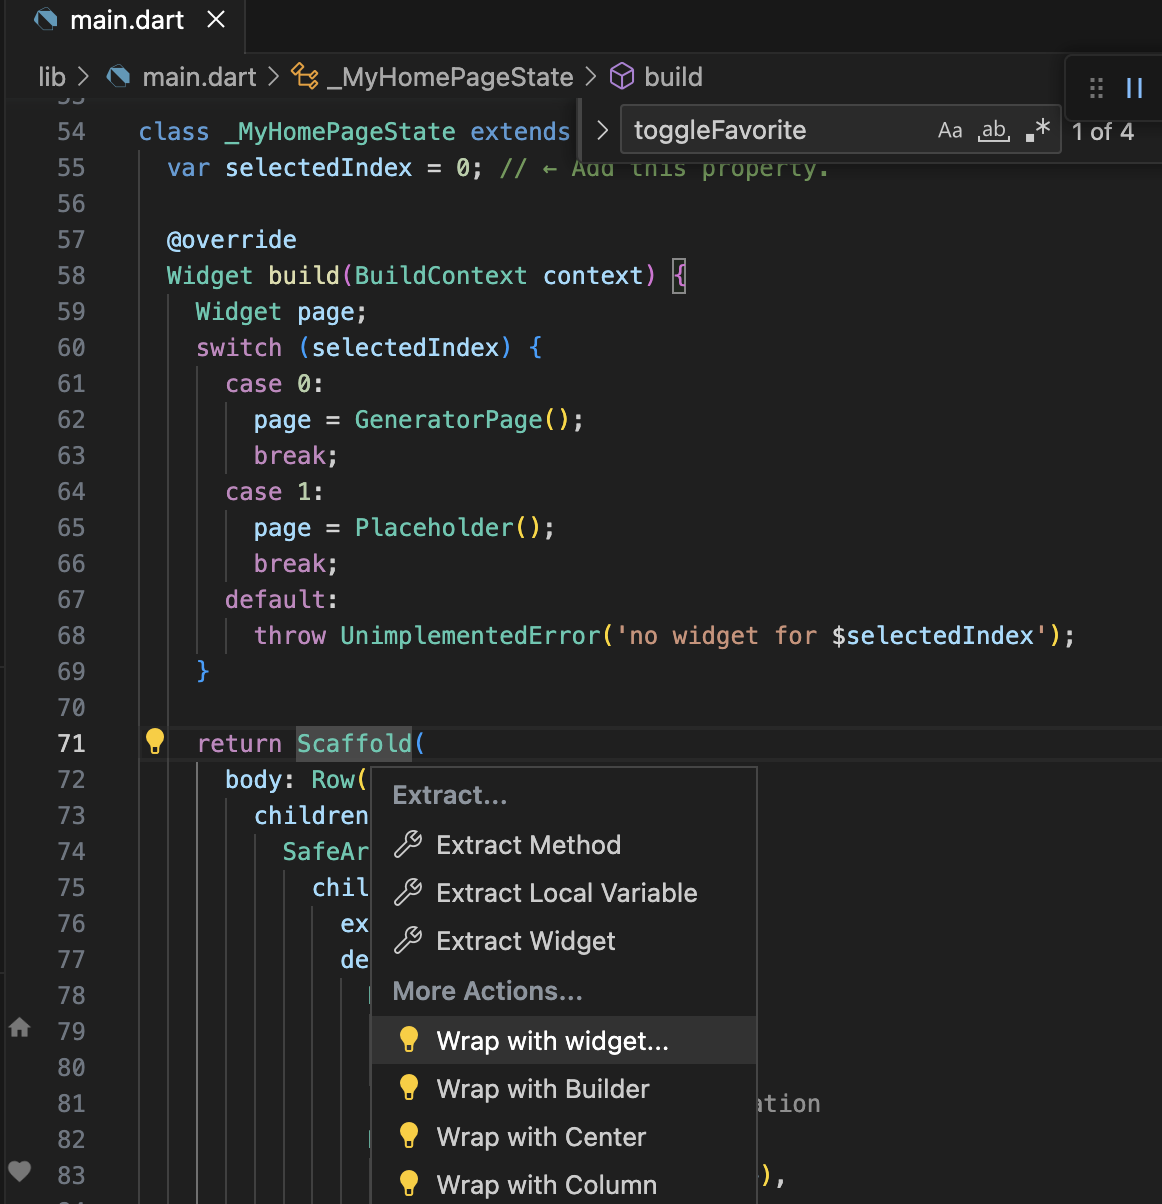 main.dart
lib > main.dart > _MyHomePageState > build
toggleFavorite Aa ab .* 1 of 4
54 class _MyHomePageState extends
55 var selectedIndex = 0; // ← Add this property.
56
57 @override
58 Widget build(BuildContext context) {
59 Widget page;
60 switch (selectedIndex) {
61 case 0:
62 page = GeneratorPage();
63 break;
64 case 1:
65 page = Placeholder();
66 break;
67 default:
68 throw UnimplementedError('no widget for $selectedIndex');
69 }
70
71 return Scaffold(
72 body: Row(
73 children
74 SafeAr
75 chil
76 ex
77 de
78
79
80
81 ation
82
83 ),
Extract...
Extract Method
Extract Local Variable
Extract Widget
More Actions...
Wrap with widget...
Wrap with Builder
Wrap with Center
Wrap with Column